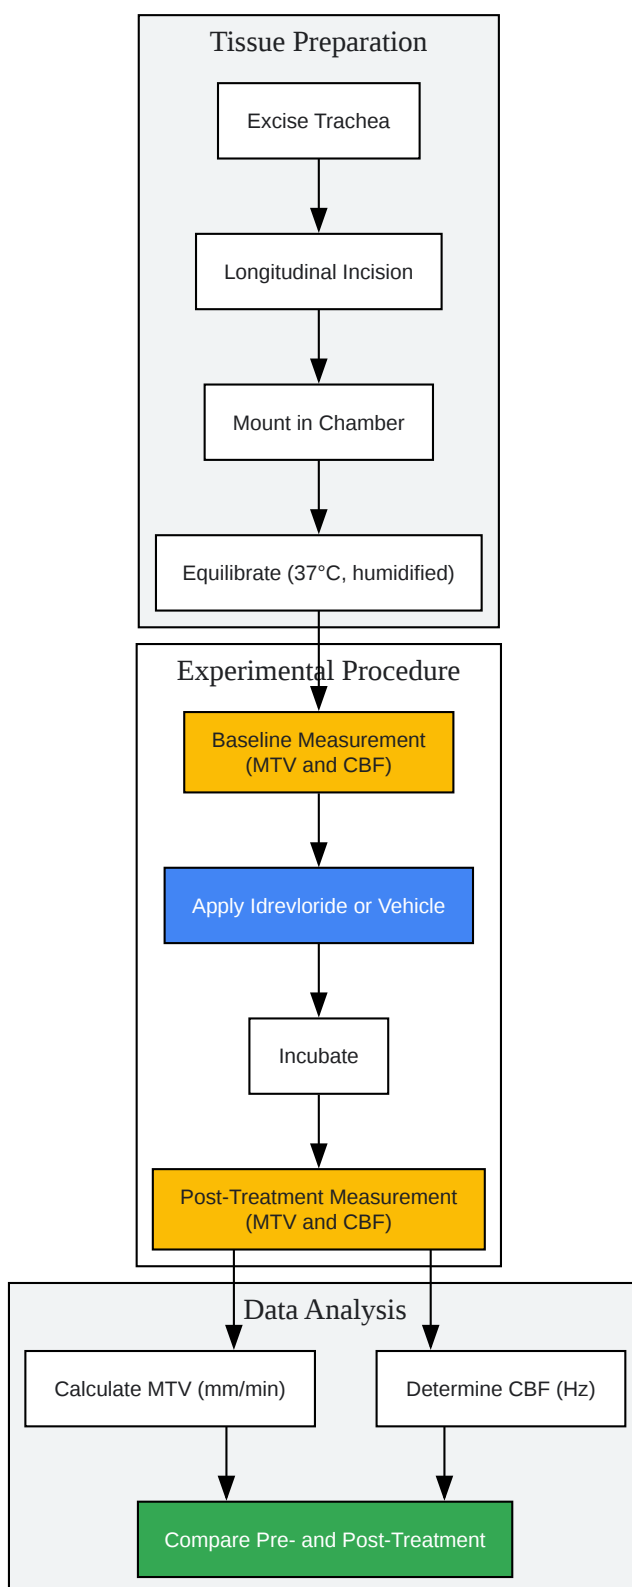 Tissue Preparation
Excise Trachea
Longitudinal Incision
Mount in Chamber
Equilibrate (37°C, humidified)
Experimental Procedure
Baseline Measurement
(MTV and CBF)
Apply Idrevloride or Vehicle
Incubate
Post-Treatment Measurement
(MTV and CBF)
Data Analysis
Calculate MTV (mm/min)
Determine CBF (Hz)
Compare Pre- and Post-Treatment